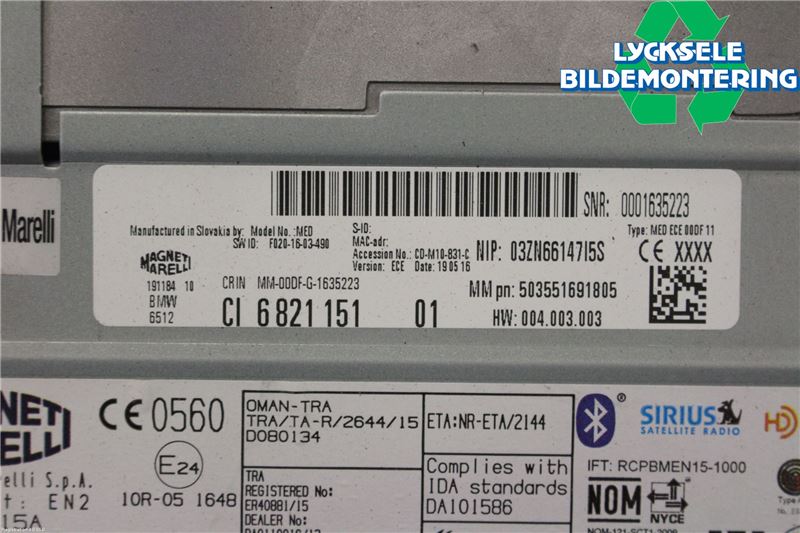 LYCKSELE
BILDEMONTERING
Marelli
SNR: 0001635223
Manufactured in Slovakia by: Model No.:MED
SW ID: F020-16-03-490
S-ID:
MAC-adr:
Accession No.: CD-M10-831-C
Version: ECE Date: 19 05 16
NIP: 03ZN66147I5S
Type: MED ECE 00DF 11
CE XXXX
MAGNETI
MARELLI
191184 10
BMW
6512
CRIN MM-00DF-G-1635223
CI 6 821 151 01
MM pn: 503551691805
HW: 004.003.003
CE 0560
E24
10R-05 1648
relli S.p.A.
t: EN2
15A
OMAN-TRA
TRA/TA-R/2644/15
D080134
TRA
REGISTERED No:
ER40881/15
DEALER No:
ETA:NR-ETA/2144
Complies with
IDA standards
DA101586
SIRIUS
SATELLITE RADIO
HD
IFT: RCPBMEN15-1000
NOM
NYCE